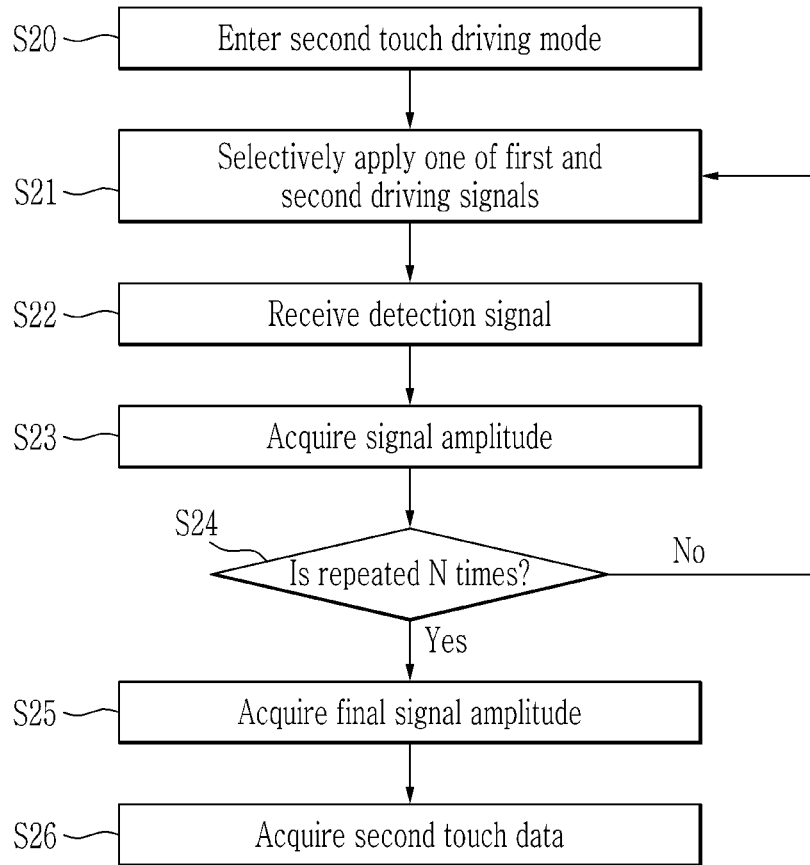 S20
Enter second touch driving mode
S21
Selectively apply one of first and
second driving signals
S22
Receive detection signal
S23
Acquire signal amplitude
S24
Is repeated N times?
No
Yes
S25
Acquire final signal amplitude
S26
Acquire second touch data